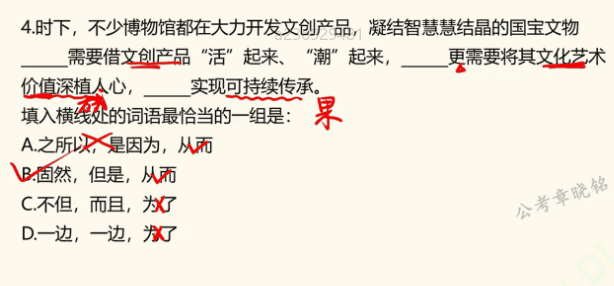 4.时下，不少博物馆都在大力开发文创产品，凝结智慧慧结晶的国宝文物
______需要借文创产品“活”起来、“潮”起来，______更需要将其文化艺术
价值深植人心，______实现可持续传承。
果
填入横线处的词语最恰当的一组是：
A.之所以，是因为，从而
B.固然，但是，从而
C.不但，而且，为了
D.一边，一边，为了
公考章晓铭